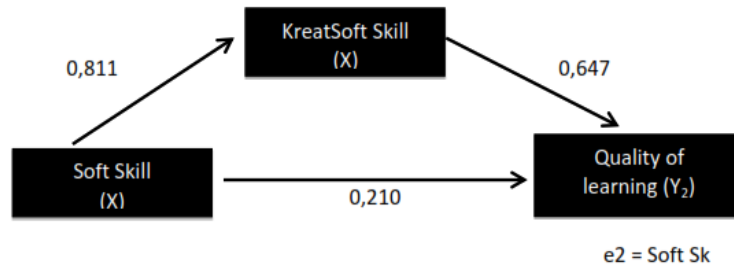 KreatSoft Skill
(X)
0,811
0,647
Soft Skill
(X)
Quality of
learning (Y₂)
0,210
e2 = Soft Sk